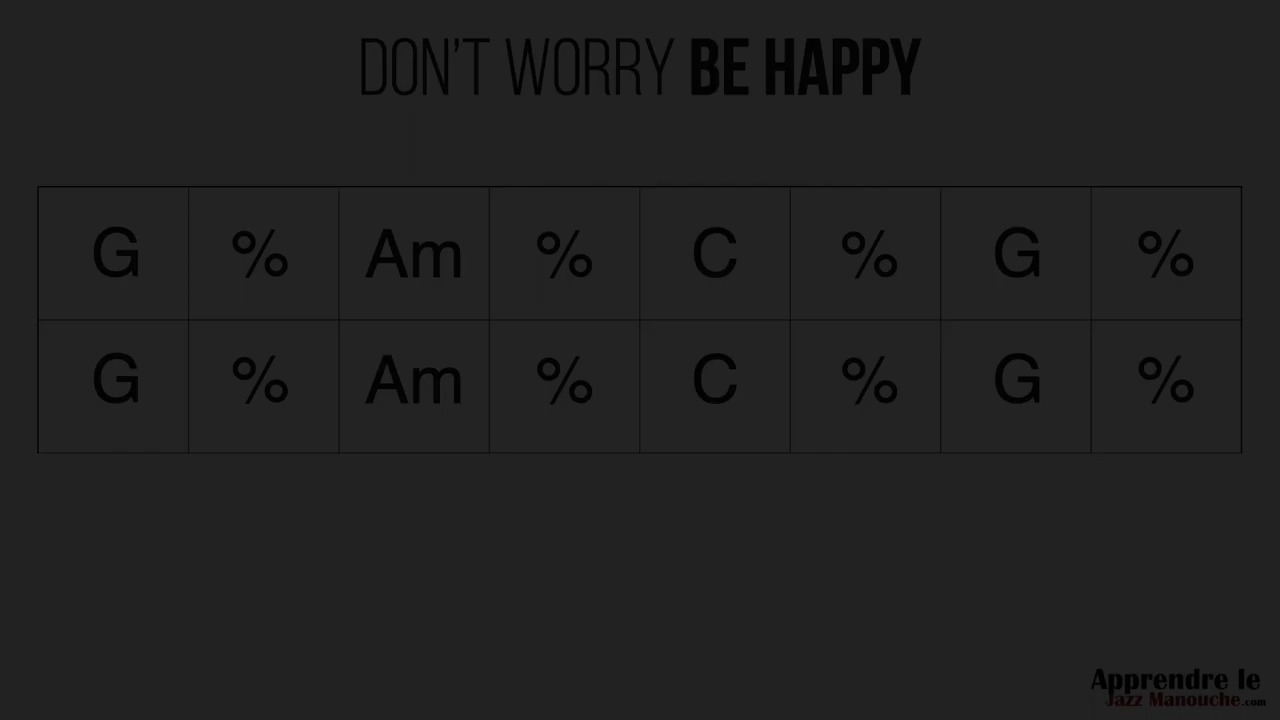 DON'T WORRY BE HAPPY
G % Am % C % G %
G % Am % C % G %
Apprendre le
Jazz Manouche.com